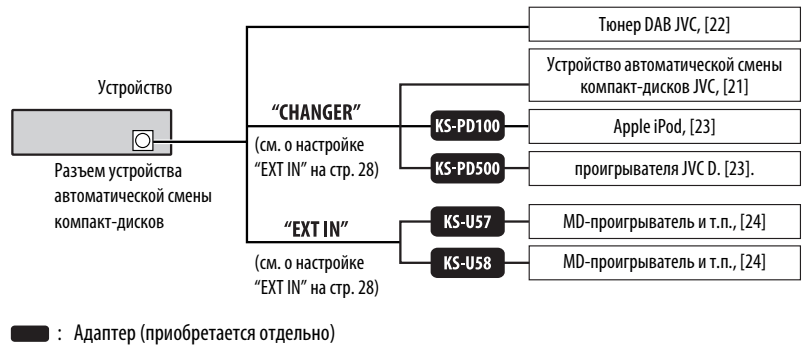 Тюнер DAB JVC, [22]
Устройство автоматической смены
компакт-дисков JVC, [21]
Устройство
“CHANGER”
KS-PD100
Apple iPod, [23]
(см. о настройке
“EXT IN” на стр. 28)
KS-PD500
проигрывателя JVC D. [23].
Разъем устройства
автоматической смены
компакт-дисков
“EXT IN”
KS-U57
MD-проигрыватель и т.п., [24]
(см. о настройке
“EXT IN” на стр. 28)
KS-U58
MD-проигрыватель и т.п., [24]
: Адаптер (приобретается отдельно)